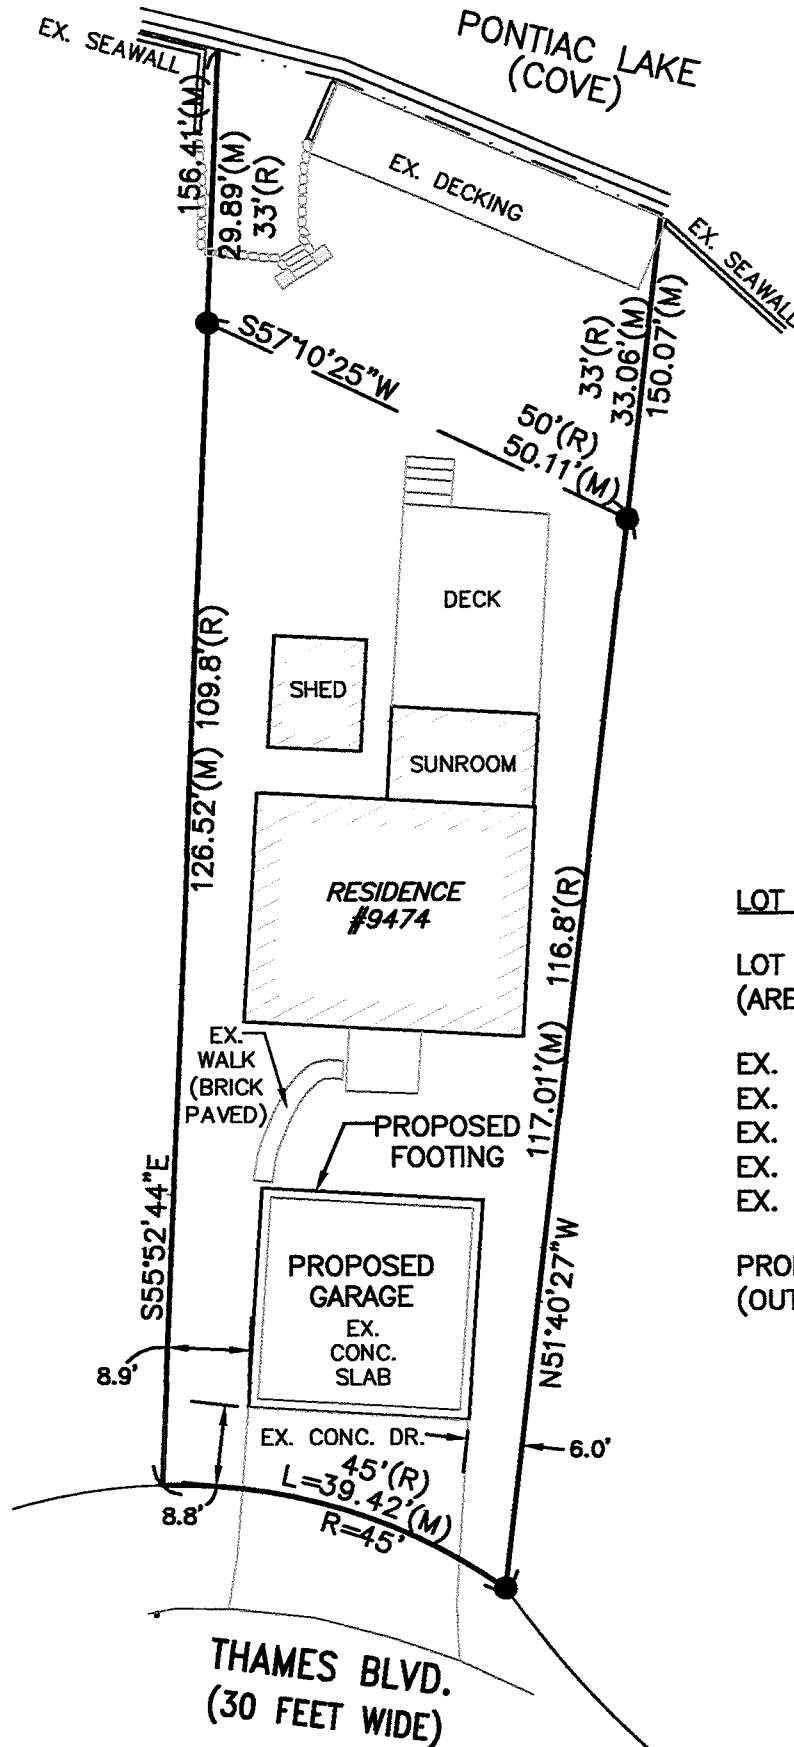 PONTIAC LAKE
(COVE)
EX. SEAWALL
156.41'(M)
29.89'(M)
33'(R)
EX. DECKING
EX. SEAWALL
S57°10'25"W
33'(R)
33.06'(M)
150.07'(M)
50'(R)
50.11'(M)
DECK
SHED
SUNROOM
126.52'(M) 109.8'(R)
RESIDENCE
#9474
116.8'(R)
117.01'(M)
LOT
LOT
(ARE
EX.
EX.
EX.
EX.
EX.
PRO
(OUT
EX.
WALK
(BRICK
PAVED)
PROPOSED
FOOTING
S55°52'44"E
PROPOSED
GARAGE
EX.
CONC.
SLAB
N51°40'27"W
8.9'
EX. CONC. DR.
6.0'
8.8'
45'(R)
L=39.42'(M)
R=45'
THAMES BLVD.
(30 FEET WIDE)